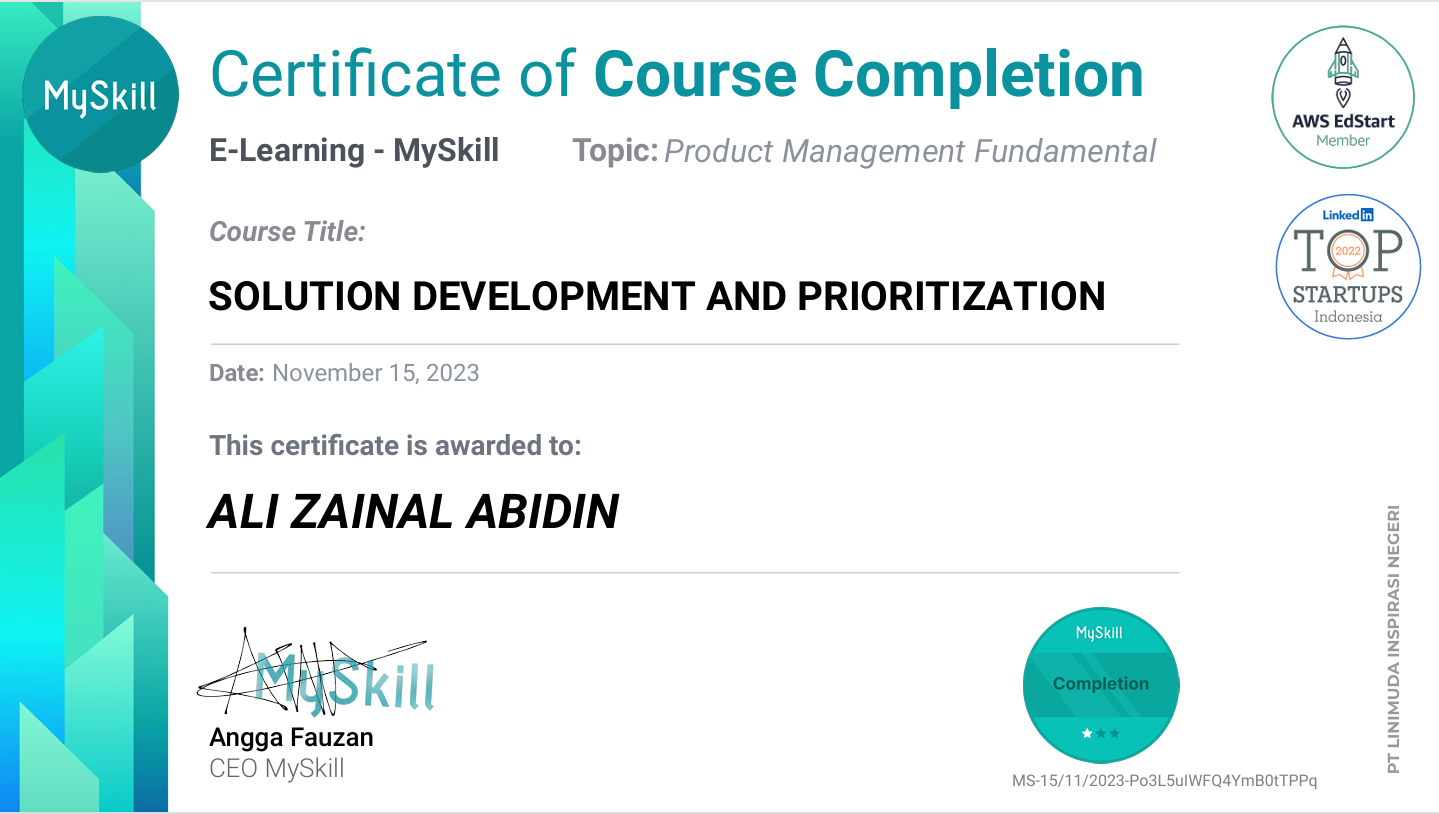 MySkill
Certificate of Course Completion
E-Learning - MySkill
Topic: Product Management Fundamental
Course Title:
SOLUTION DEVELOPMENT AND PRIORITIZATION
Date: November 15, 2023
This certificate is awarded to:
ALI ZAINAL ABIDIN
MySkill
Angga Fauzan
CEO MySkill
AWS EdStart
Member
Linked in
TOP
2022
STARTUPS
Indonesia
PT LINIMUDA INSPIRASI NEGERI
MySkill
Completion
MS-15/11/2023-Po3L5uIWFQ4YmB0tTPPq